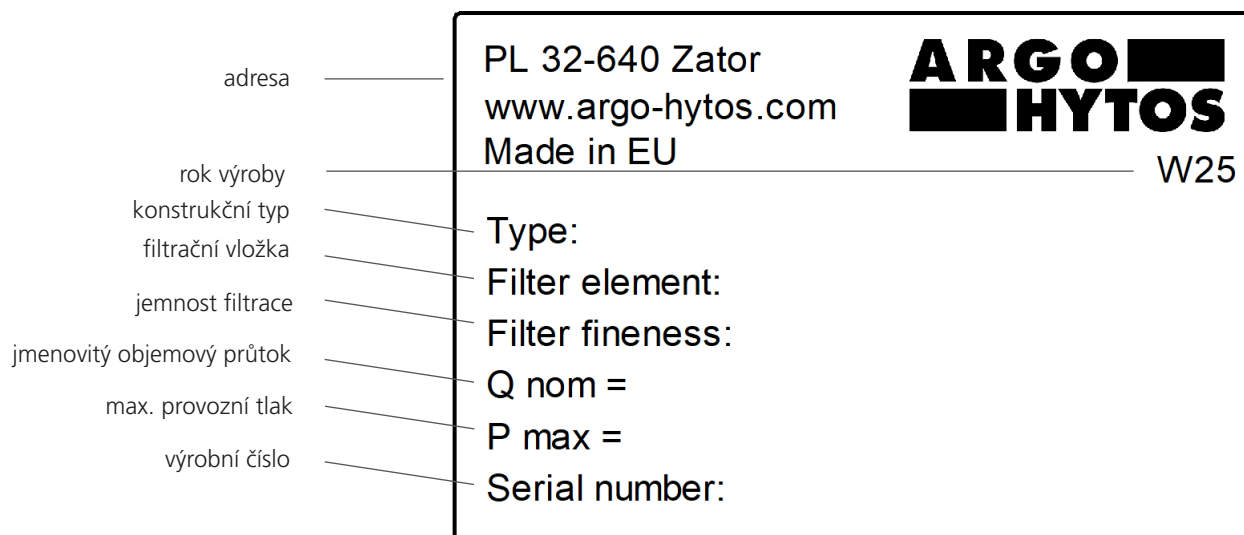 adresa
rok výroby
konstrukční typ
filtrační vložka
jemnost filtrace
jmenovitý objemový průtok
max. provozní tlak
výrobní číslo
PL 32-640 Zator
www.argo-hytos.com
Made in EU
ARGO
HYTOS
W25
Type:
Filter element:
Filter fineness:
Q nom =
P max =
Serial number: